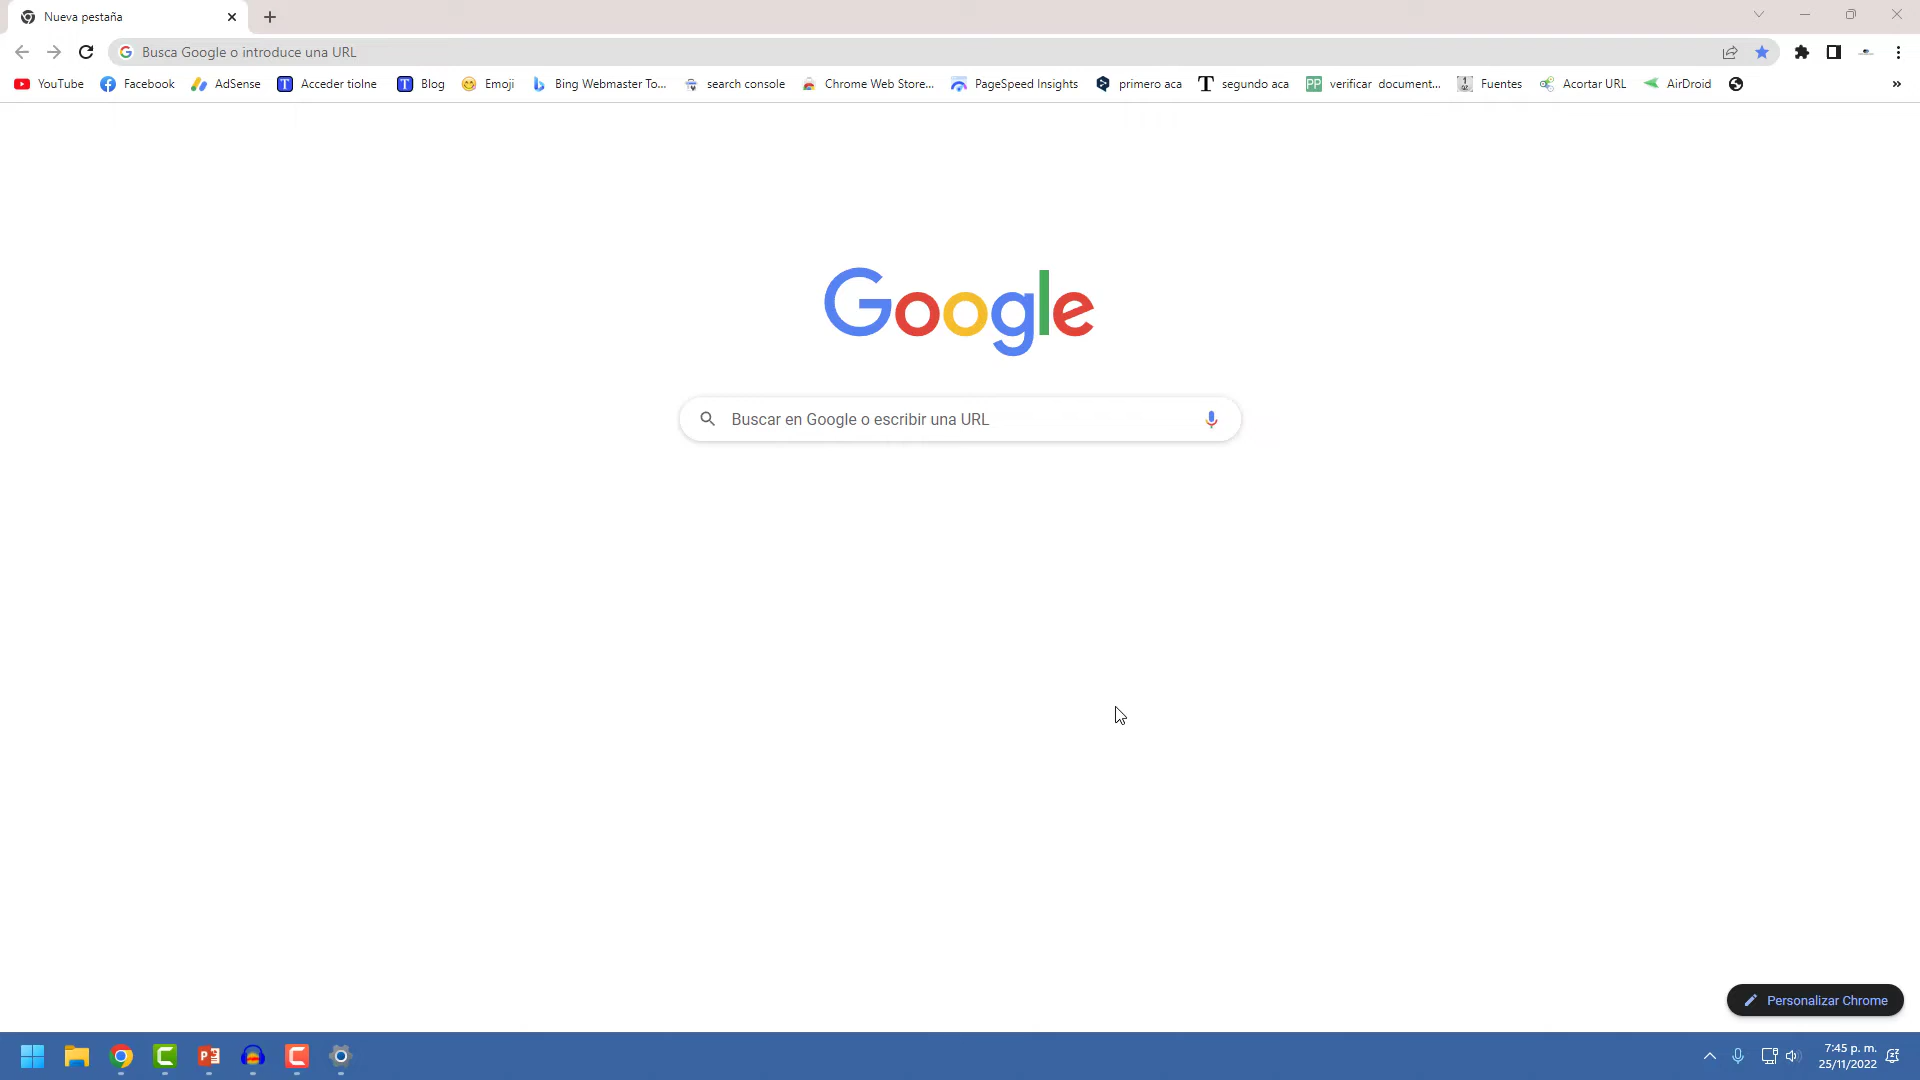 Nueva pestaña
Busca Google o introduce una URL
YouTube Facebook AdSense Acceder tiolne Blog Emoji Bing Webmaster To... search console Chrome Web Store... PageSpeed Insights primero aca segundo aca verificar document... Fuentes Acortar URL AirDroid »
Google
Buscar en Google o escribir una URL
Personalizar Chrome
7:45 p. m.
25/11/2022